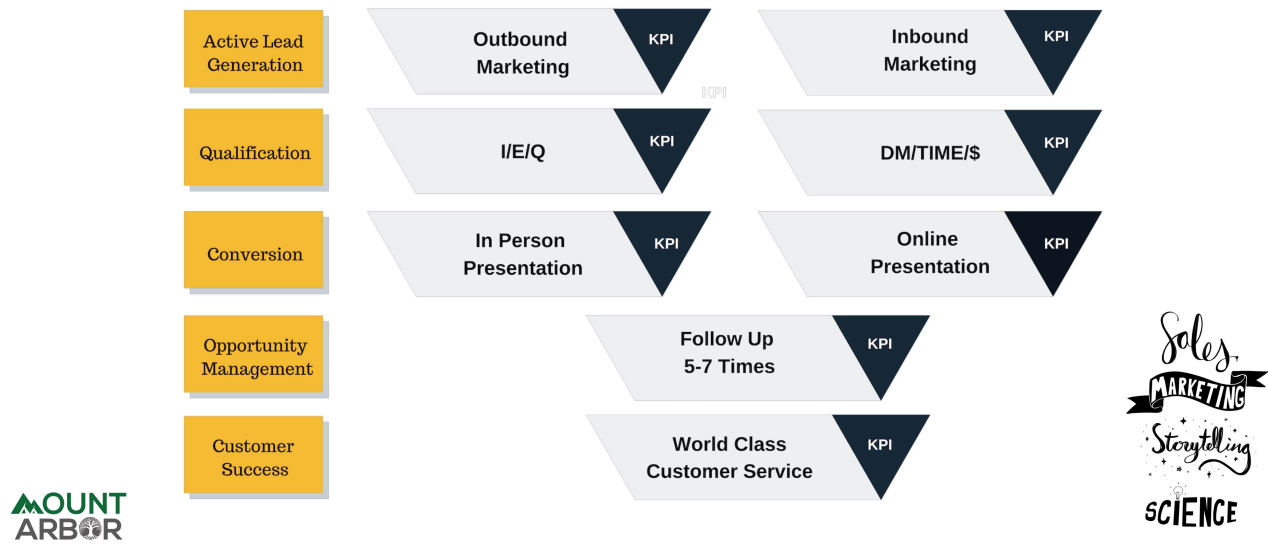 Active Lead
Generation
Outbound
Marketing
KPI
Inbound
Marketing
KPI
KPI
Qualification
I/E/Q
KPI
DM/TIME/$
KPI
Conversion
In Person
Presentation
KPI
Online
Presentation
KPI
Opportunity
Management
Follow Up
5-7 Times
KPI
Customer
Success
World Class
Customer Service
KPI
MOUNT
ARBOR
Sales
MARKETING
Storytelling
SCIENCE